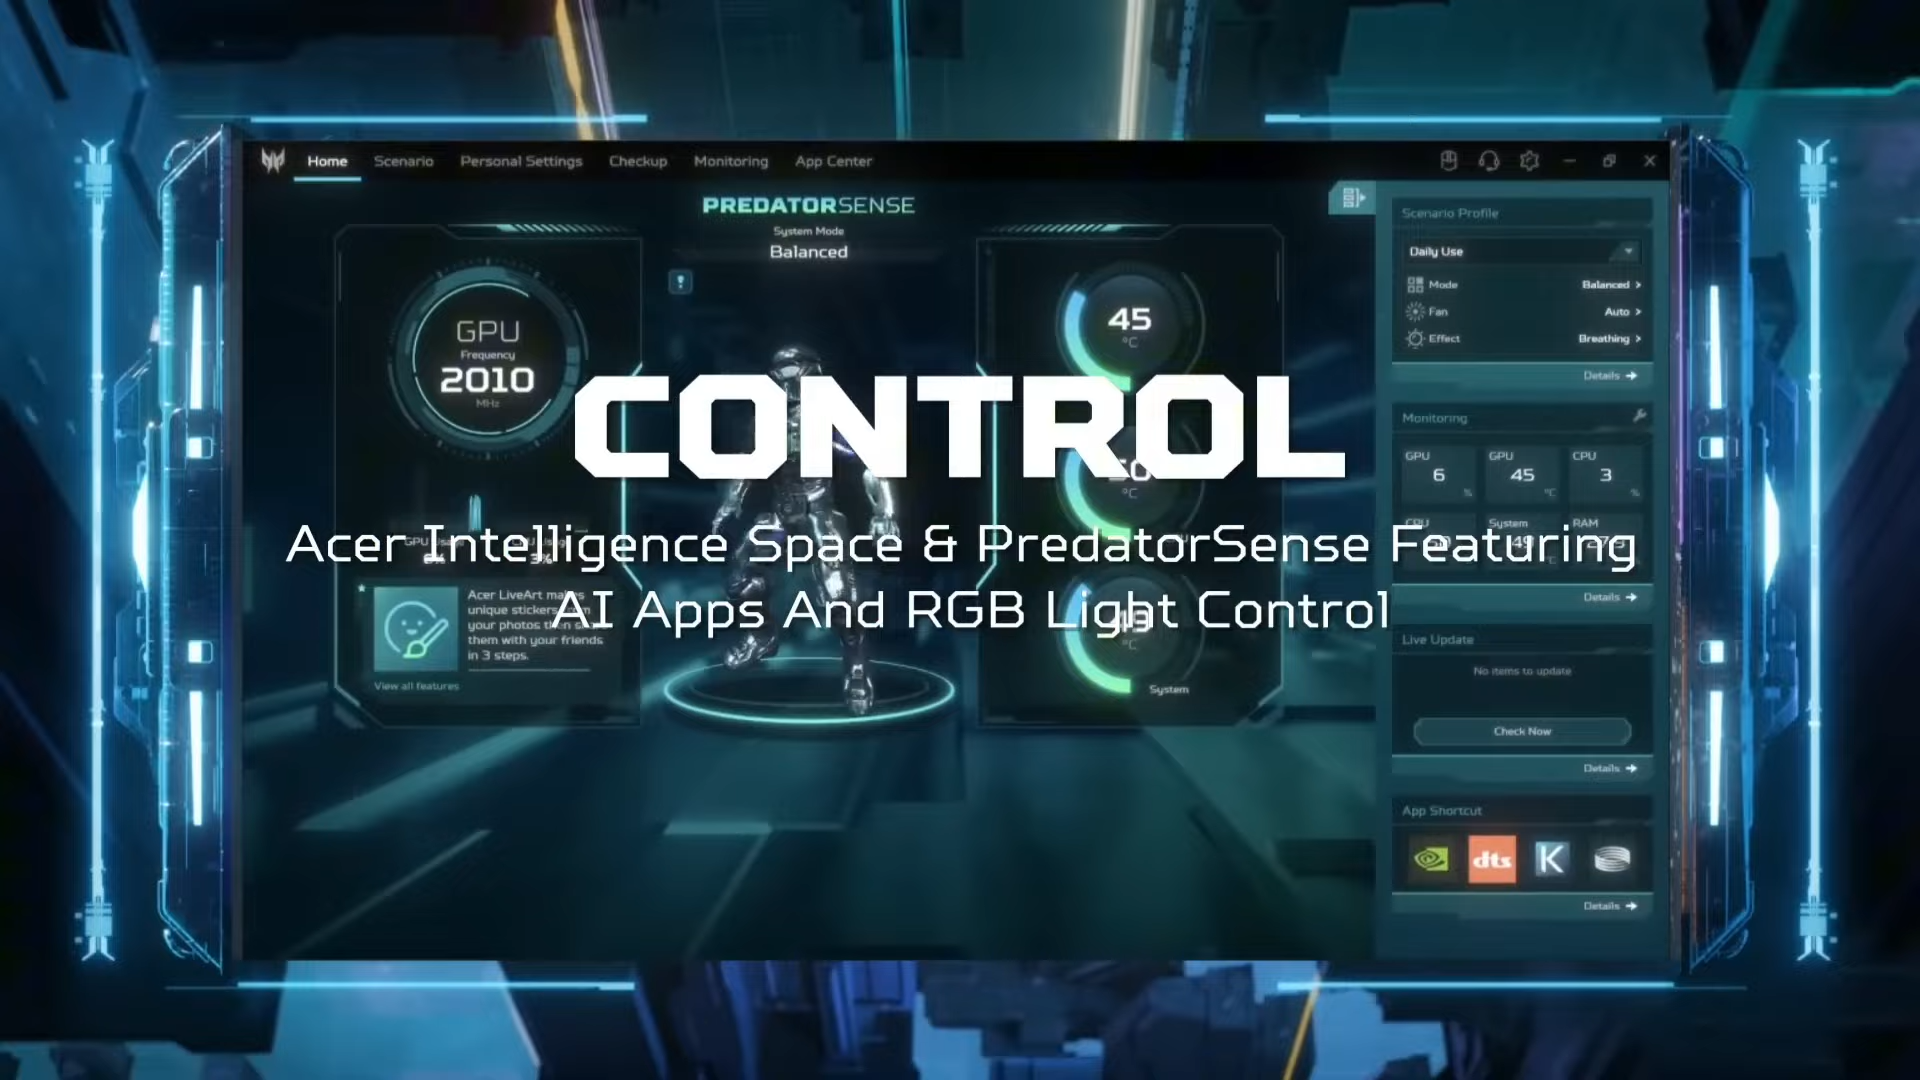 Home Scenario Personal Settings Checkup Monitoring App Center
PREDATORSENSE
System Mode
Balanced
GPU
Frequency
2010
MHz
45
°C
CONTROL
°C
Acer Intelligence Space & PredatorSense Featuring
AI Apps And RGB Light Control
Acer LiveArt makes
unique stickers
your photos then
them with your friends
in 3 steps.
View all features
°C
System
Scenario Profile
Daily Use
Mode Balanced >
Fan Auto >
Effect Breathing >
Details →
Monitoring
GPU GPU CPU
6 45 3
% °C %
CPU System RAM
Details →
Live Update
No items to update
Check Now
Details →
App Shortcut
dts K
Details →